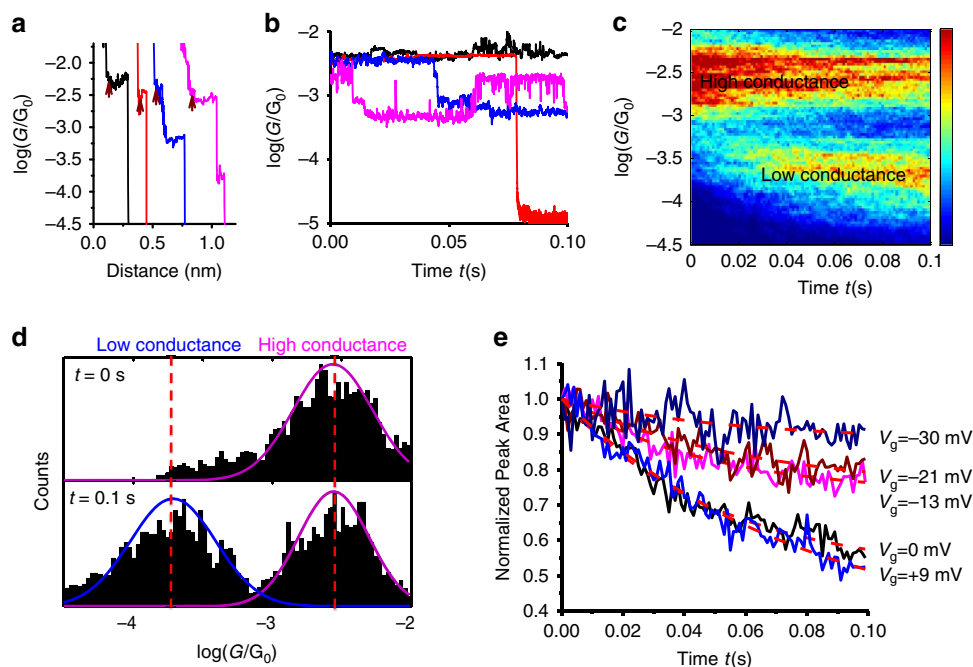 a
log(G/G0)
−2.0
−2.5
−3.0
−3.5
−4.0
−4.5
0.0 0.5 1.0
Distance (nm)
b
log(G/G0)
−2
−3
−4
−5
0.00 0.05 0.10
Time t(s)
c
log(G/G0)
−2
−2.5
−3
−3.5
−4
−4.5
High conductance
Low conductance
0 0.02 0.04 0.06 0.08 0.1
Time t(s)
d
Low conductance High conductance
t = 0 s
t = 0.1 s
Counts
−4 −3 −2
log(G/G0)
e
Normalized Peak Area
1.1
1.0
0.9
0.8
0.7
0.6
0.5
0.4
Vg=−30 mV
Vg=−21 mV
Vg=−13 mV
Vg=0 mV
Vg=+9 mV
0.00 0.02 0.04 0.06 0.08 0.10
Time t(s)